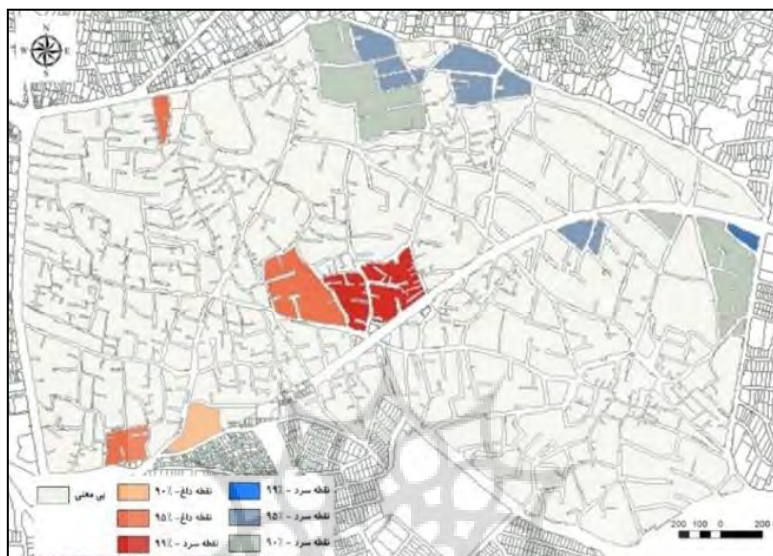 N
W E
S
بی معنی
نقطه داغ- ۹۰٪
نقطه سرد - ۹۹٪
نقطه داغ- ۹۵٪
نقطه سرد - ۹۵٪
نقطه سرد - ۹۹٪
نقطه سرد - ۹۰٪
200 100 0 200